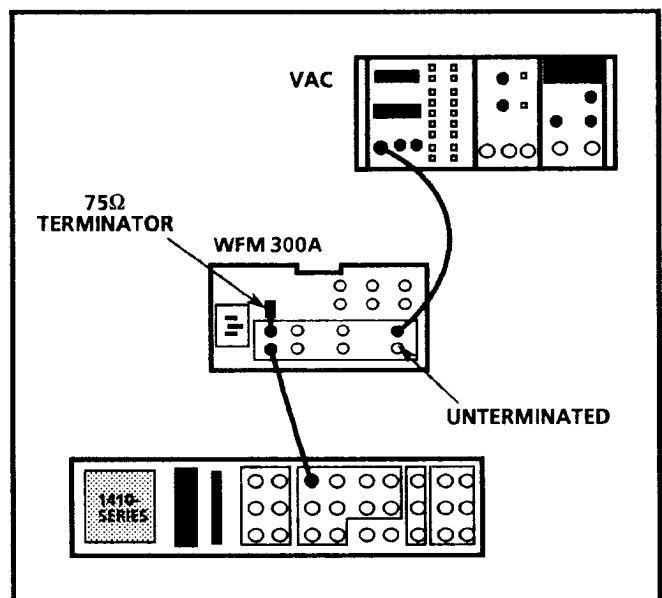 VAC
75Ω
TERMINATOR
WFM 300A
UNTERMINATED
1410-
SERIES